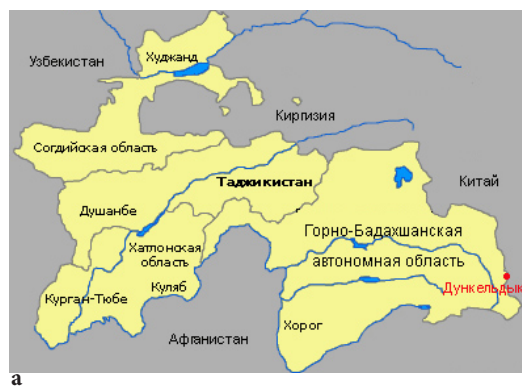 Худжанд
Узбекистан
Киргизия
Согдийская область
Таджикистан
Китай
Душанбе
Горно-Бадахшанская
автономная область
Хатлонская
область
Дункельдык
Куляб
Курган-Тюбе
Хорог
Афганистан
а